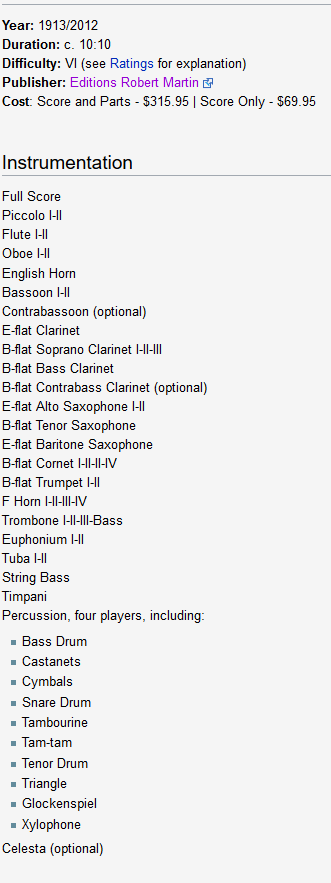 Year: 1913/2012
Duration: c. 10:10
Difficulty: VI (see Ratings for explanation)
Publisher: Editions Robert Martin
Cost: Score and Parts - $315.95 | Score Only - $69.95
Instrumentation
Full Score
Piccolo I-II
Flute I-II
Oboe I-II
English Horn
Bassoon I-II
Contrabassoon (optional)
E-flat Clarinet
B-flat Soprano Clarinet I-II-III
B-flat Bass Clarinet
B-flat Contrabass Clarinet (optional)
E-flat Alto Saxophone I-II
B-flat Tenor Saxophone
E-flat Baritone Saxophone
B-flat Cornet I-II-II-IV
B-flat Trumpet I-II
F Horn I-II-III-IV
Trombone I-II-III-Bass
Euphonium I-II
Tuba I-II
String Bass
Timpani
Percussion, four players, including:
Bass Drum
Castanets
Cymbals
Snare Drum
Tambourine
Tam-tam
Tenor Drum
Triangle
Glockenspiel
Xylophone
Celesta (optional)